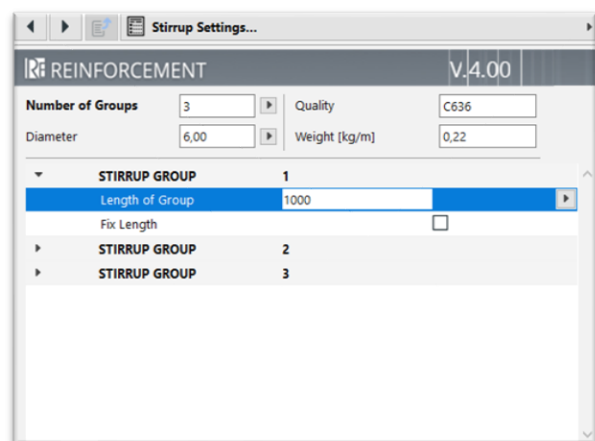 Stirrup Settings...
REINFORCEMENT V.4.00
Number of Groups 3 Quality C636
Diameter 6,00 Weight [kg/m] 0,22
STIRRUP GROUP 1
Length of Group 1000
Fix Length
STIRRUP GROUP 2
STIRRUP GROUP 3